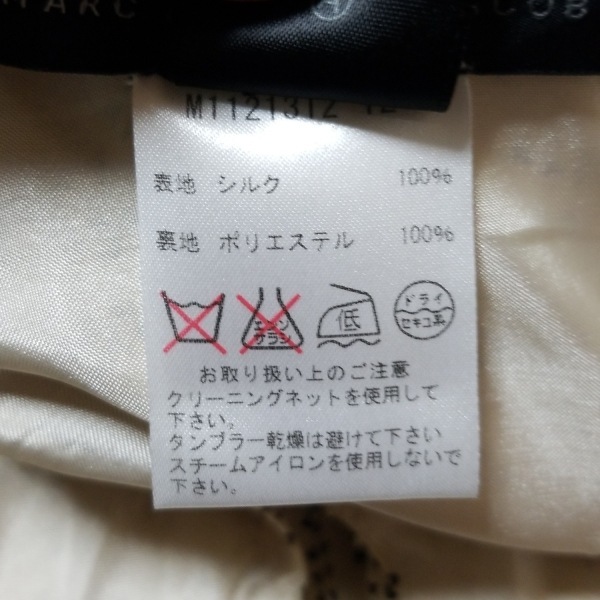 M1121312
表地 シルク 100%
裏地 ポリエステル 100%
エンソ
サラシ
低
ドライ
セキユ系
お取り扱い上のご注意
クリーニングネットを使用して
下さい。
タンブラー乾燥は避けて下さい
スチームアイロンを使用しないで
下さい。